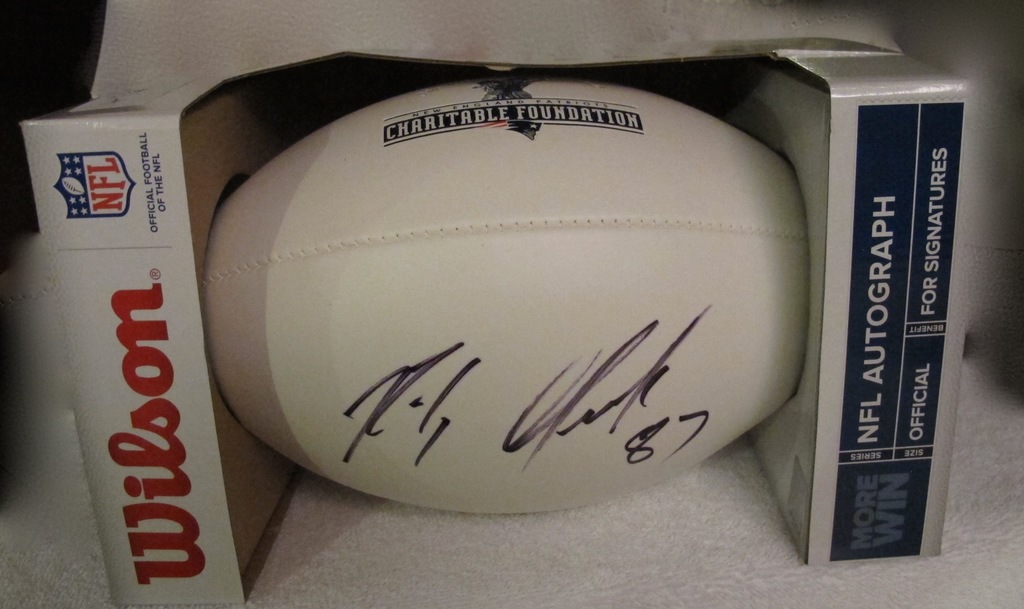 NFL
OFFICIAL FOOTBALL
OF THE NFL
Wilson®
NEW ENGLAND PATRIOTS
CHARITABLE FOUNDATION
87
SERIES
NFL AUTOGRAPH
SIZE
OFFICIAL
BENEFIT
FOR SIGNATURES
MORE
WIN